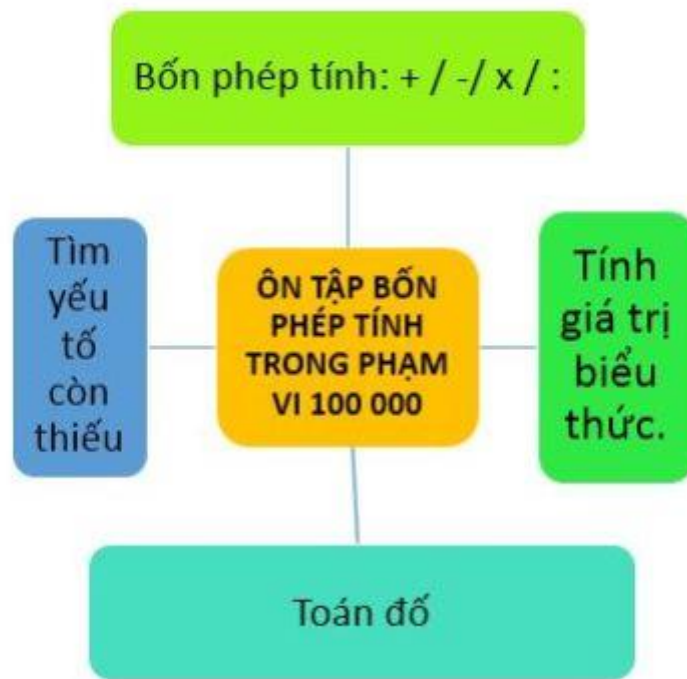 Bốn phép tính: + / -/ x / :
Tìm
yếu
tố
còn
thiếu
ÔN TẬP BỐN
PHÉP TÍNH
TRONG PHẠM
VI 100 000
Tính
giá trị
biểu
thức.
Toán đố